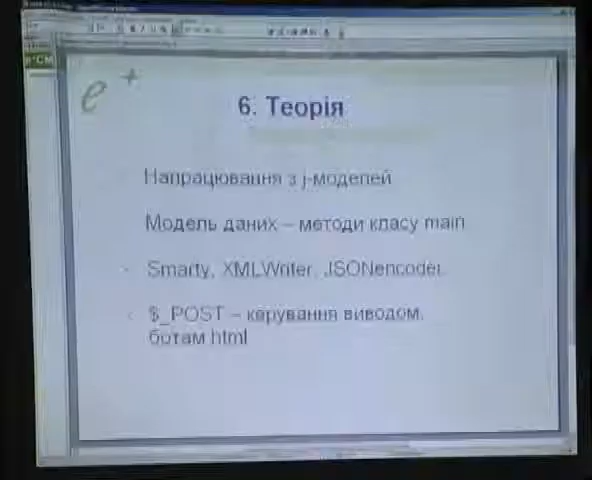 e+
6. Теорія
Напрацювання з j-моделей
Модель даних – методи класу main
- Smarty, XMLWriter, JSONencoder.
- $_POST – керування виводом,
ботам html